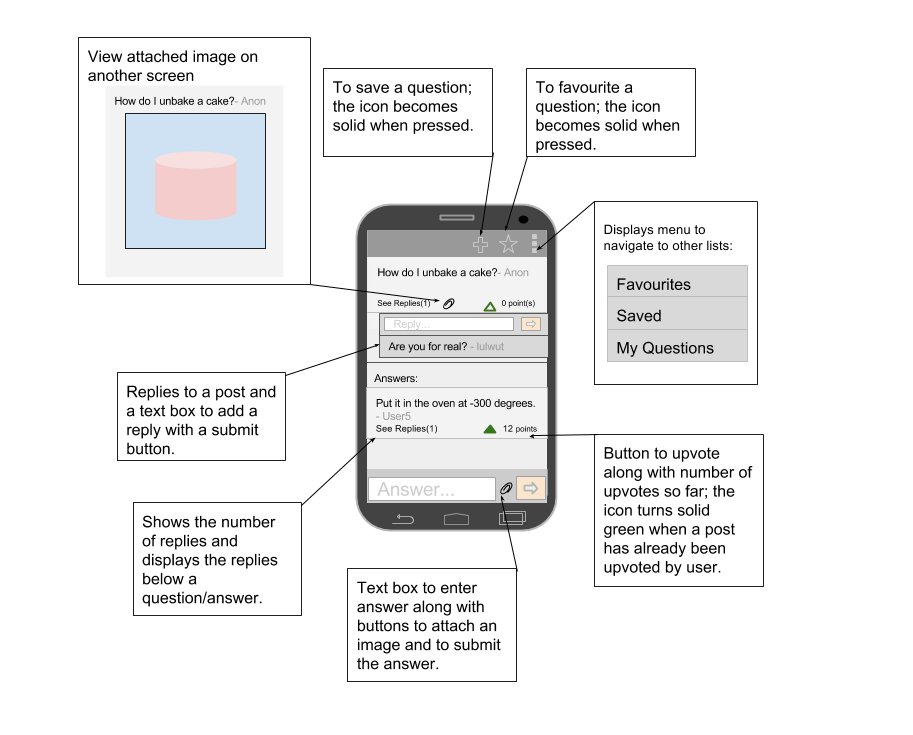 View attached image on
another screen
How do I unbake a cake?- Anon
To save a question;
the icon becomes
solid when pressed.
To favourite a
question; the icon
becomes solid when
pressed.
Displays menu to
navigate to other lists:
Favourites
Saved
My Questions
How do I unbake a cake?- Anon
See Replies(1)
0 point(s)
Reply...
Are you for real? - lulwut
Answers:
Put it in the oven at -300 degrees.
- User5
See Replies(1)
12 points
Answer...
Replies to a post and
a text box to add a
reply with a submit
button.
Shows the number
of replies and
displays the replies
below a
question/answer.
Text box to enter
answer along with
buttons to attach an
image and to submit
the answer.
Button to upvote
along with number of
upvotes so far; the
icon turns solid
green when a post
has already been
upvoted by user.